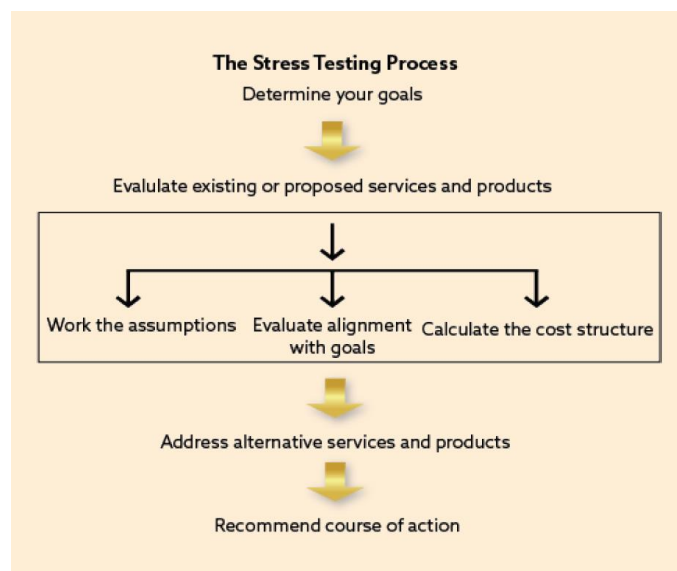 The Stress Testing Process
Determine your goals
Evalulate existing or proposed services and products
Work the assumptions
Evaluate alignment
with goals
Calculate the cost structure
Address alternative services and products
Recommend course of action